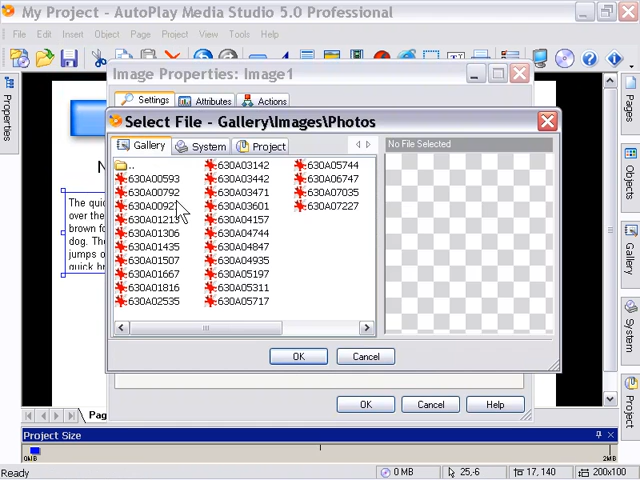 My Project - AutoPlay Media Studio 5.0 Professional
File Edit Insert Object Page Project View Tools Help
Image Properties: Image1
Settings Attributes Actions
Select File - Gallery\Images\Photos
Gallery System Project
No File Selected
..
630A00593
630A00792
630A01306
630A01435
630A01507
630A01667
630A01816
630A02535
630A03142
630A03442
630A03471
630A03601
630A04157
630A04744
630A04847
630A04935
630A05197
630A05311
630A05717
630A05744
630A06747
630A07035
630A07227
OK Cancel
OK Cancel Help
N
The quic
over the
brown fo
dog. The
jumps o
quick br
Properties
Pages
Objects
Gallery
System
Project
Pag
Project Size
0MB 2MB
Ready 0 MB 25,-6 17, 140 200x100